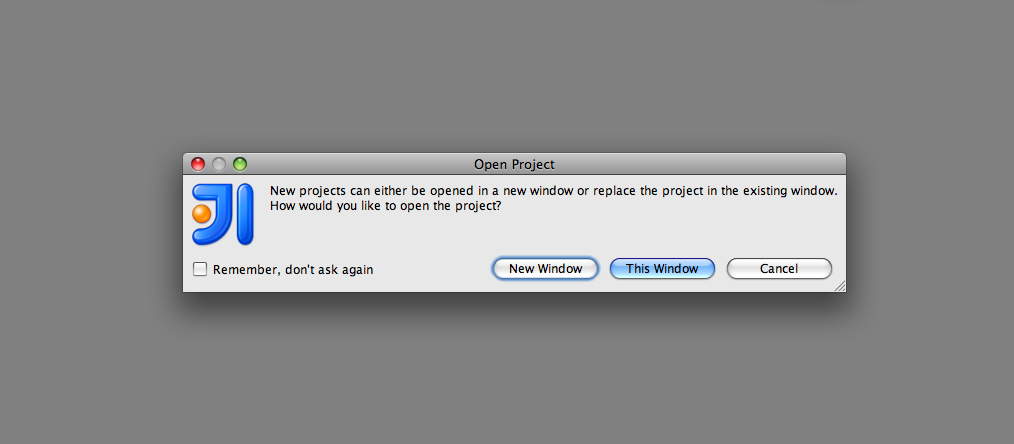 Open Project
New projects can either be opened in a new window or replace the project in the existing window.
How would you like to open the project?
Remember, don't ask again
New Window
This Window
Cancel